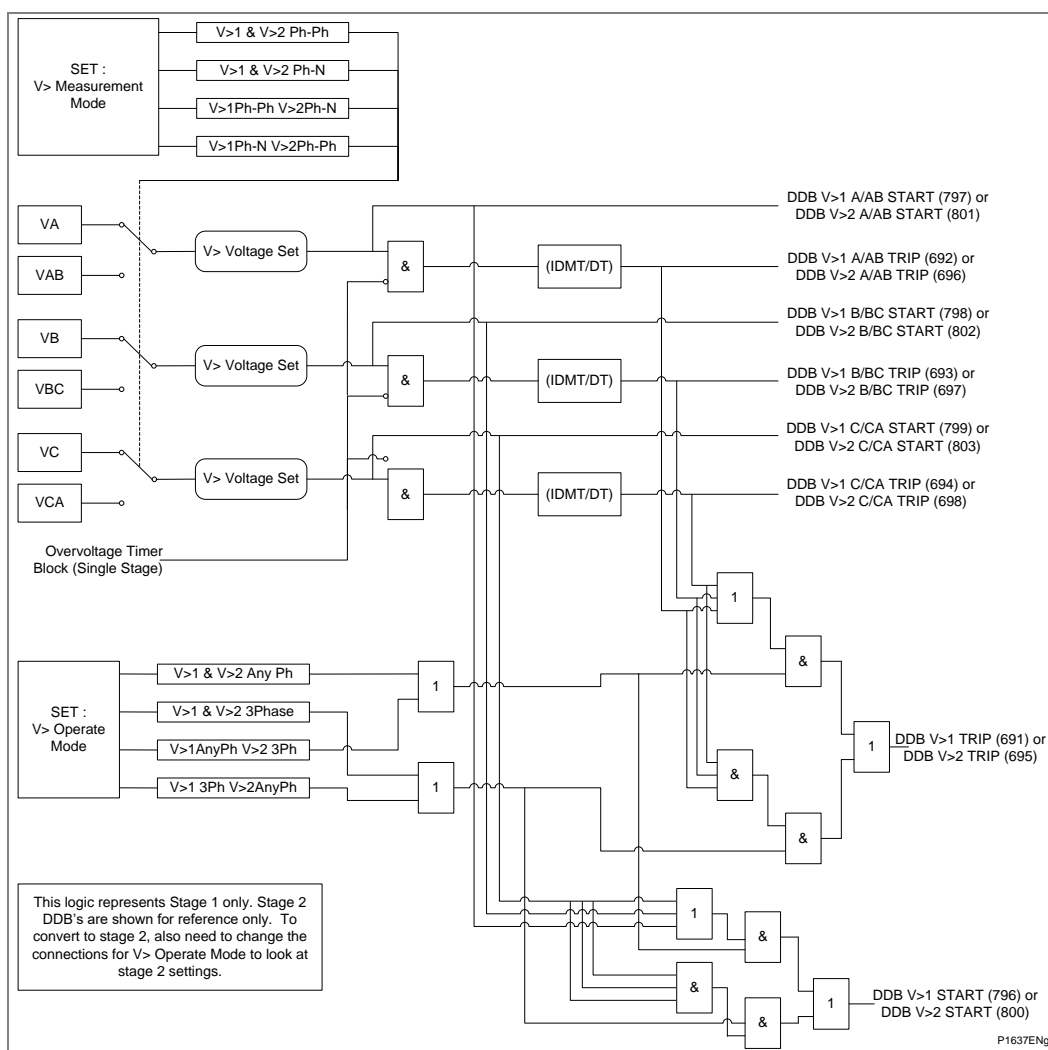 SET :
V> Measurement
Mode
V>1 & V>2 Ph-Ph
V>1 & V>2 Ph-N
V>1Ph-Ph V>2Ph-N
V>1Ph-N V>2Ph-Ph
VA
VAB
VB
VBC
VC
VCA
V> Voltage Set
V> Voltage Set
V> Voltage Set
&
&
&
(IDMT/DT)
(IDMT/DT)
(IDMT/DT)
DDB V>1 A/AB START (797) or
DDB V>2 A/AB START (801)
DDB V>1 A/AB TRIP (692) or
DDB V>2 A/AB TRIP (696)
DDB V>1 B/BC START (798) or
DDB V>2 B/BC START (802)
DDB V>1 B/BC TRIP (693) or
DDB V>2 B/BC TRIP (697)
DDB V>1 C/CA START (799) or
DDB V>2 C/CA START (803)
DDB V>1 C/CA TRIP (694) or
DDB V>2 C/CA TRIP (698)
Overvoltage Timer
Block (Single Stage)
SET :
V> Operate
Mode
V>1 & V>2 Any Ph
V>1 & V>2 3Phase
V>1AnyPh V>2 3Ph
V>1 3Ph V>2AnyPh
1
1
1
&
&
&
1
DDB V>1 TRIP (691) or
DDB V>2 TRIP (695)
This logic represents Stage 1 only. Stage 2
DDB's are shown for reference only. To
convert to stage 2, also need to change the
connections for V> Operate Mode to look at
stage 2 settings.
1
&
&
&
1
DDB V>1 START (796) or
DDB V>2 START (800)
P1637ENg